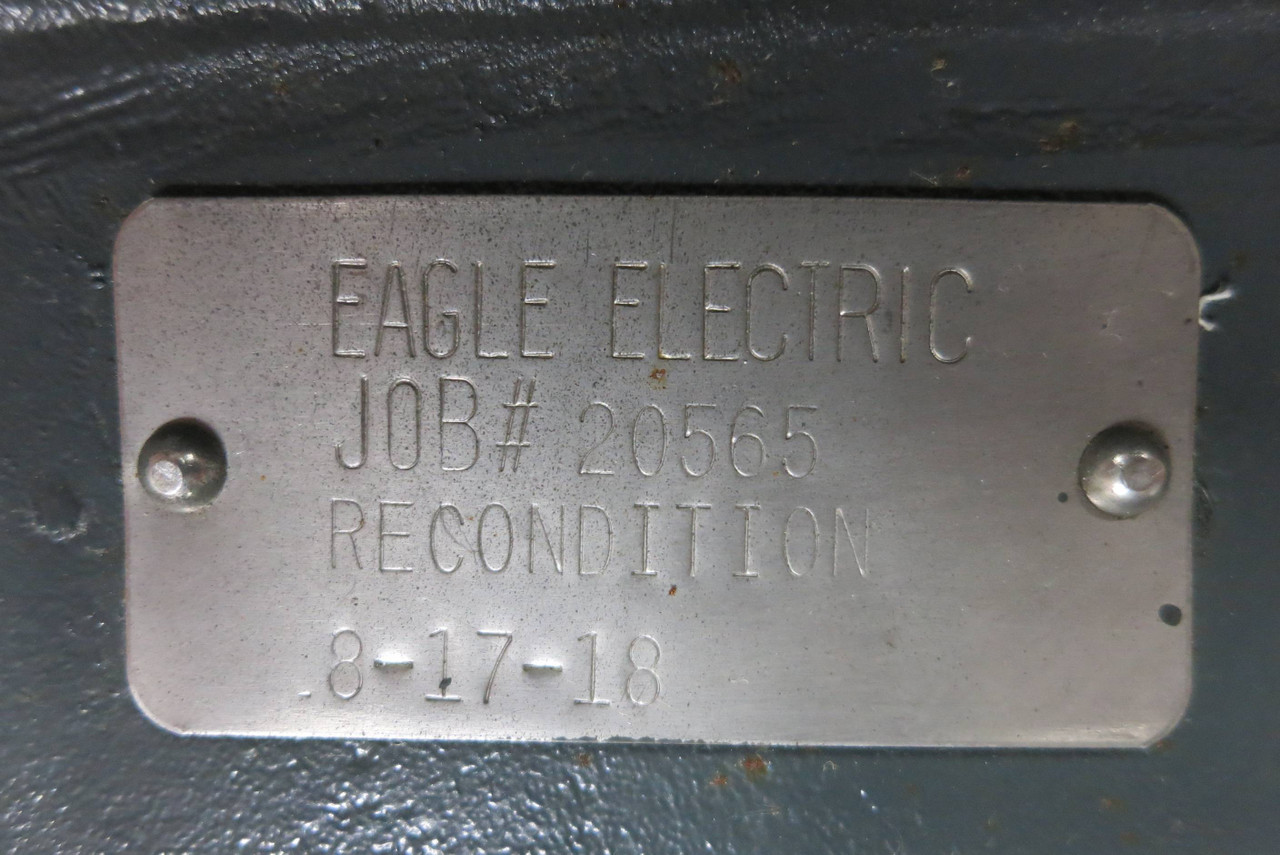 EAGLE ELECTRIC
JOB# 20565
RECONDITION
8-17-18